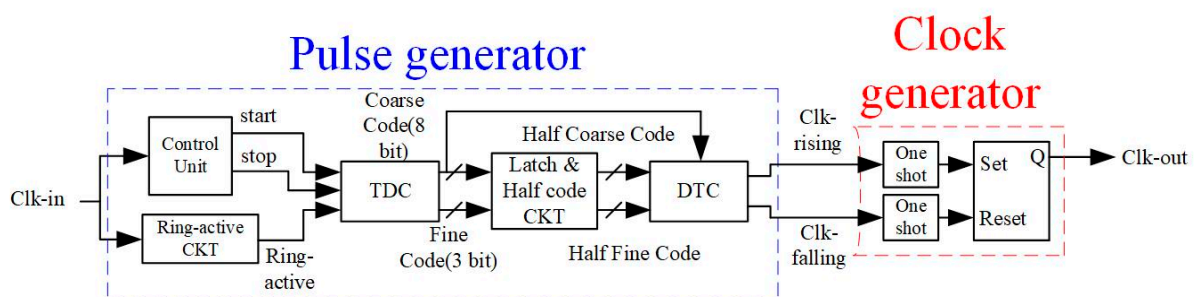 Pulse generator
Clock
generator
Clk-in
Control
Unit
start
stop
Ring-active
CKT
Ring-
active
Coarse
Code(8
bit)
TDC
Fine
Code(3 bit)
Latch &
Half code
CKT
Half Coarse Code
Half Fine Code
DTC
Clk-
rising
Clk-
falling
One
shot
One
shot
Set
Q
Reset
Clk-out